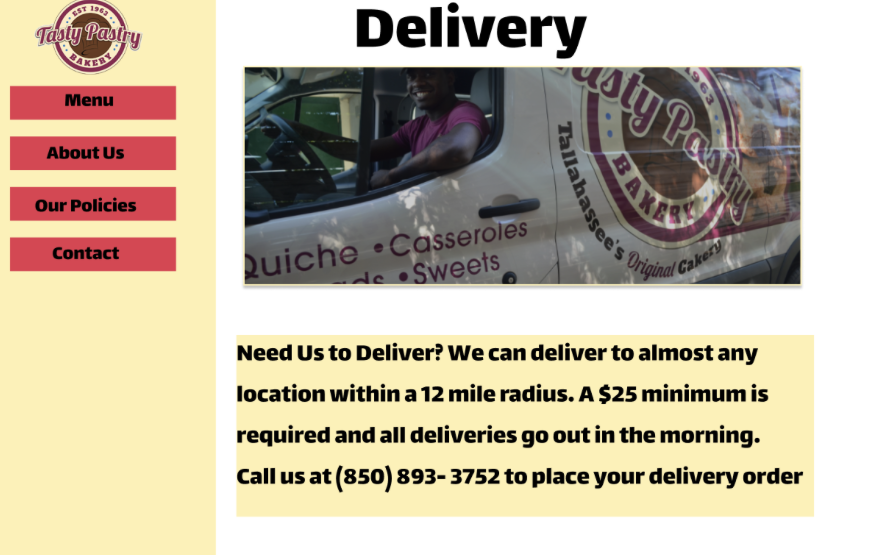 Delivery
EST 1963
Tasty Pastry
BAKERY
Menu
About Us
Our Policies
Contact
Tasty Pastry
BAKERY
Tallahassee's Original Cakery
Quiche • Casseroles
• Sweets
Need Us to Deliver? We can deliver to almost any
location within a 12 mile radius. A $25 minimum is
required and all deliveries go out in the morning.
Call us at (850) 893- 3752 to place your delivery order